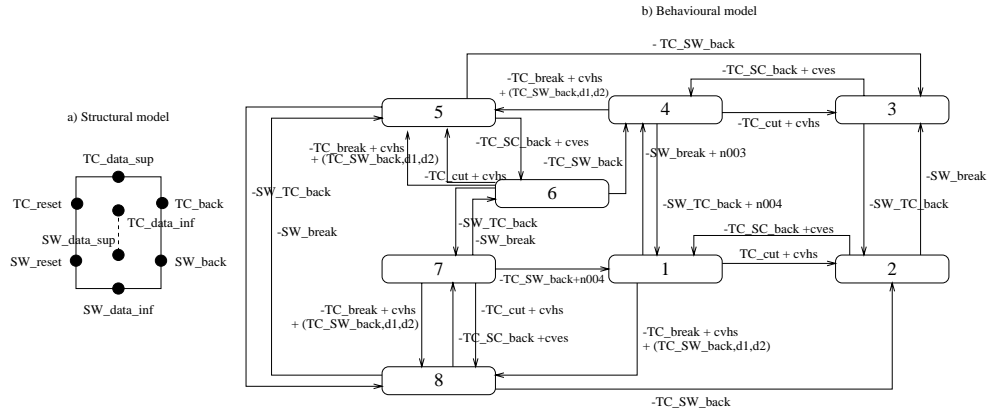 b) Behavioural model
- TC_SW_back
-TC_SC_back + cves
-TC_break + cvhs
+ (TC_SW_back,d1,d2)
5
4
3
a) Structural model
-TC_cut + cvhs
-TC_SC_back + cves
-TC_break + cvhs
+ (TC_SW_back,d1,d2)
-SW_break + n003
TC_data_sup
-TC_SW_back
-TC_cut + cvhs
-SW_break
6
-SW_TC_back
TC_reset
TC_back
-SW_TC_back + n004
-SW_TC_back
TC_data_inf
-SW_TC_back
-SW_break
SW_data_sup
-SW_break
-TC_SC_back +cves
SW_reset
SW_back
7
1
TC_cut + cvhs
2
-TC_SW_back+n004
SW_data_inf
-TC_break + cvhs
+ (TC_SW_back,d1,d2)
-TC_cut + cvhs
-TC_SC_back +cves
-TC_break + cvhs
+ (TC_SW_back,d1,d2)
8
-TC_SW_back